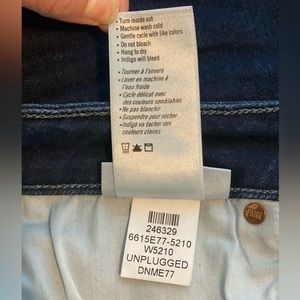 • Turn inside out
• Machine wash cold
• Gentle cycle with like colors
• Do not bleach
• Hang to dry
• Indigo will bleed
• Tourner à l'envers
• Laver en machine à
l'eau froide
• Cycle délicat avec
des couleurs semblables
• Ne pas blanchir
• Suspendre pour sécher
• Indigo va tacher des
couleurs claires
246329
6615E77-5210
W5210
UNPLUGGED
DNME77
PAIGE